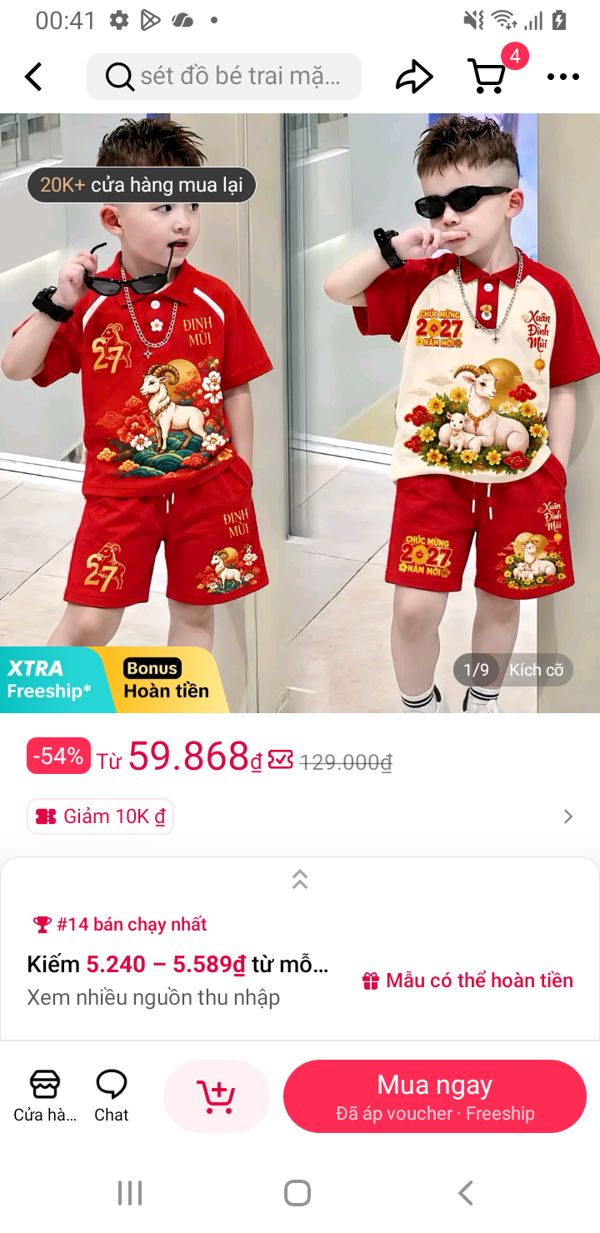 00:41
sét đồ bé trai mặ...
4
20K+ cửa hàng mua lại
27
ĐINH
MÙI
ĐINH
MÙI
27
CHÚC MỪNG
2027
NĂM MỚI
Xuân
Đinh
Mùi
CHÚC MỪNG
2027
NĂM MỚI
Xuân
Đinh
Mùi
XTRA
Freeship*
Bonus
Hoàn tiền
1/9 Kích cỡ
-54% Từ 59.868₫ 129.000₫
Giảm 10K ₫
#14 bán chạy nhất
Kiếm 5.240 – 5.589₫ từ mỗ...
Xem nhiều nguồn thu nhập
Mẫu có thể hoàn tiền
Cửa hà...
Chat
Mua ngay
Đã áp voucher · Freeship